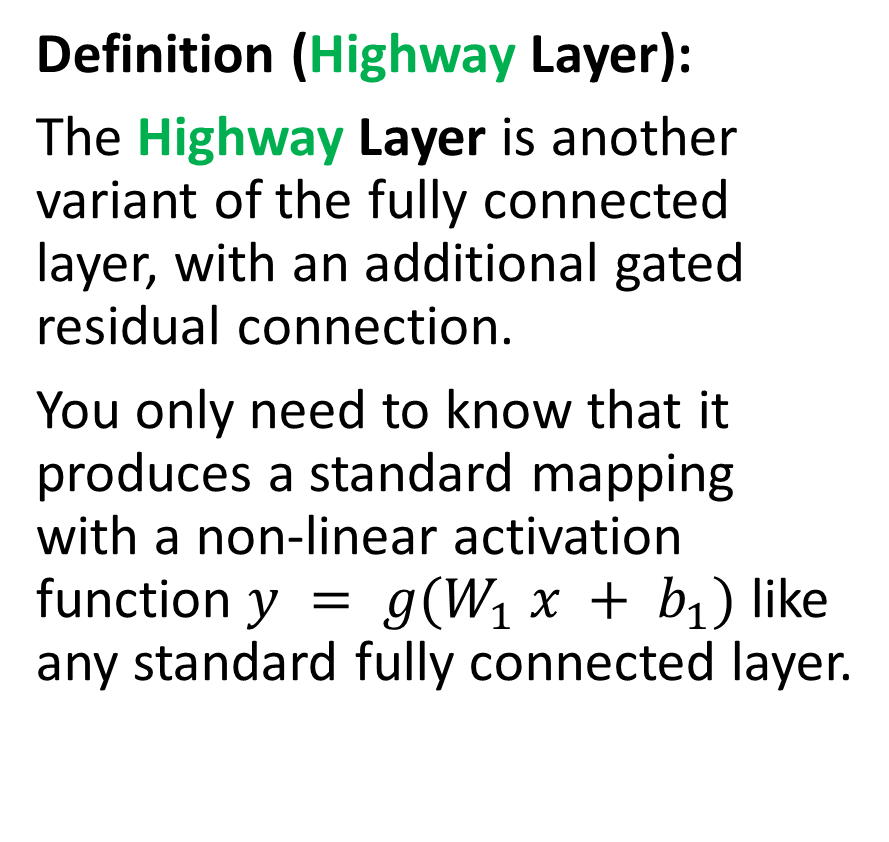 Definition (Highway Layer):
The Highway Layer is another
variant of the fully connected
layer, with an additional gated
residual connection.
You only need to know that it
produces a standard mapping
with a non-linear activation
function 𝑦 = 𝑔(𝑊₁ 𝑥 + 𝑏₁) like
any standard fully connected layer.